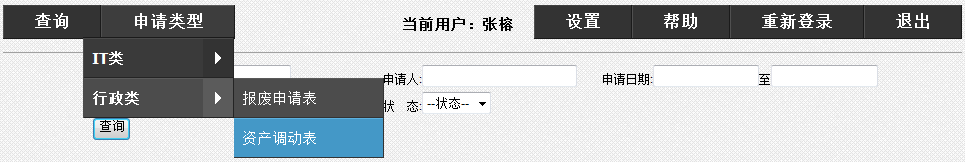 查询 申请类型 当前用户：张榕 设置 帮助 重新登录 退出
IT类
申请人: 申请日期: 至
行政类 报废申请表 状 态: --状态--
查询
资产调动表